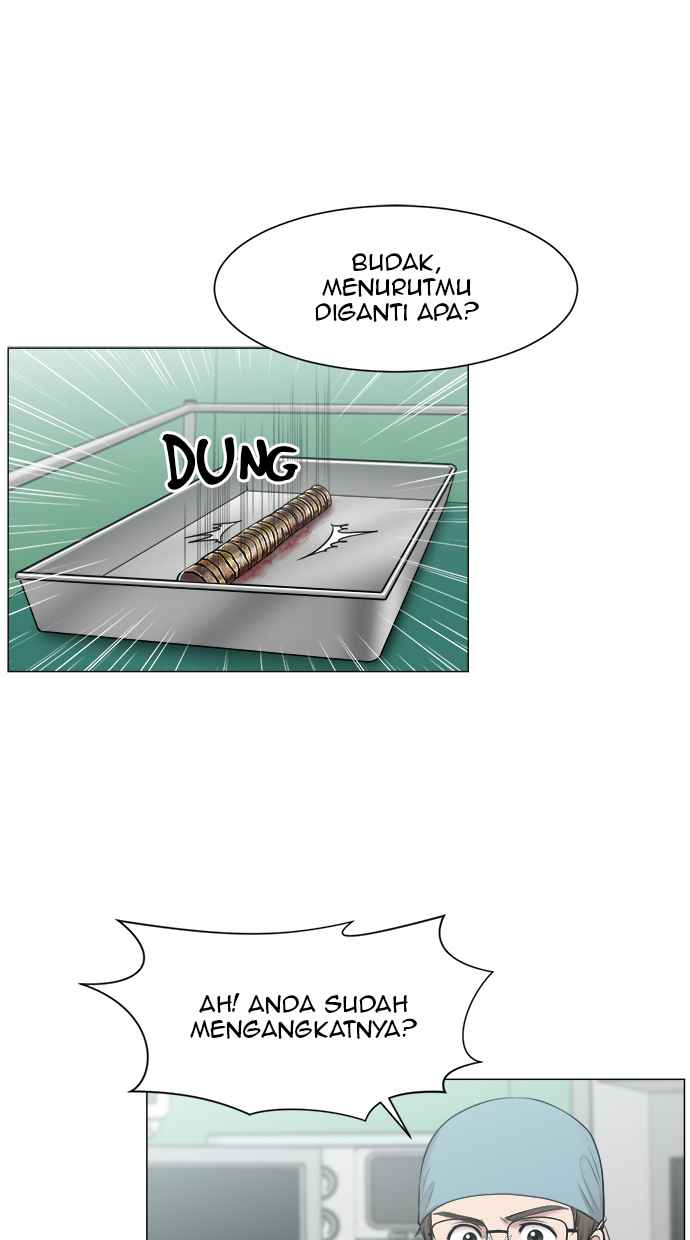 BUDAK,
MENURUTMU
DIGANTI APA?
DUNG
AH! ANDA SUDAH
MENGANGKATNYA?